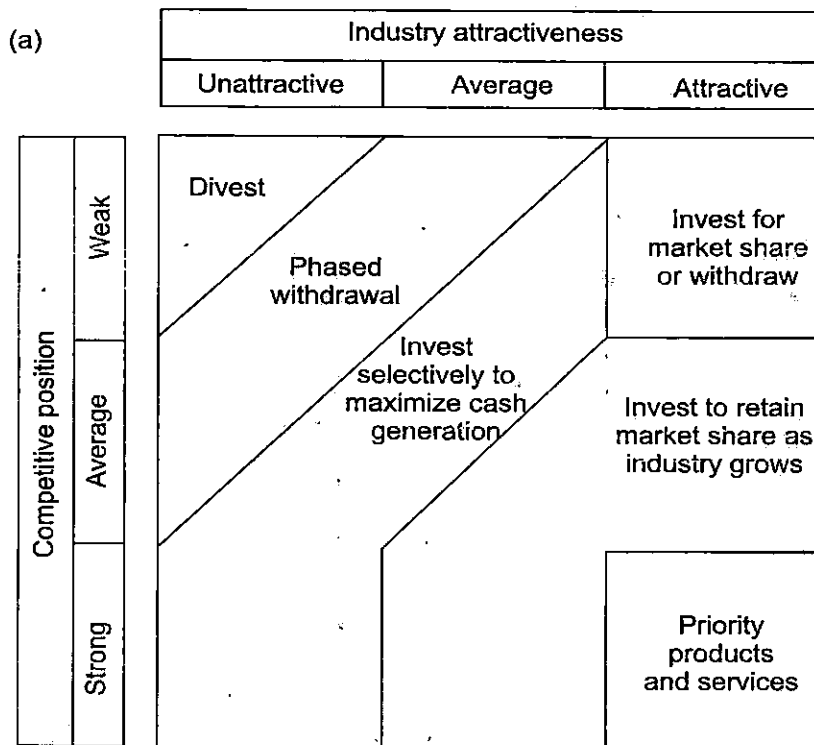 (a)
Industry attractiveness
Unattractive
Average
Attractive
Competitive position
Weak
Average
Strong
Divest
Phased
withdrawal
Invest
selectively to
maximize cash
generation
Invest for
market share
or withdraw
Invest to retain
market share as
industry grows
Priority
products
and services